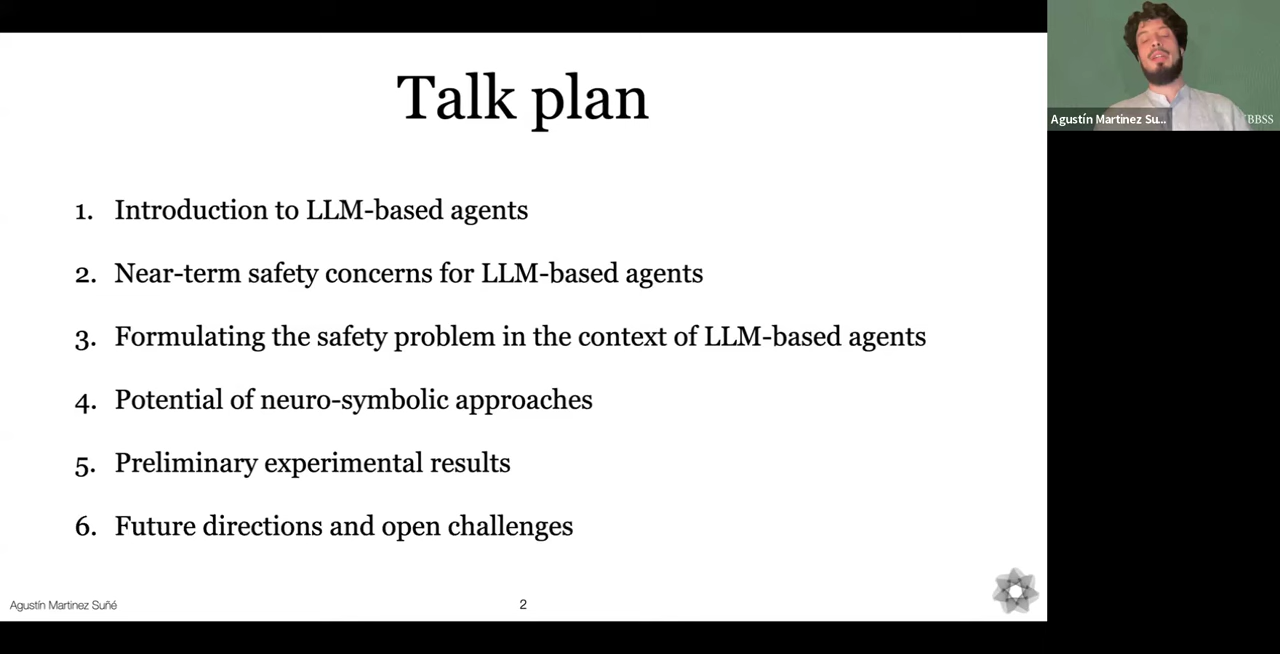 Talk plan
1. Introduction to LLM-based agents
2. Near-term safety concerns for LLM-based agents
3. Formulating the safety problem in the context of LLM-based agents
4. Potential of neuro-symbolic approaches
5. Preliminary experimental results
6. Future directions and open challenges
Agustín Martinez Suñé
2
Agustín Martinez Su...
BBSS